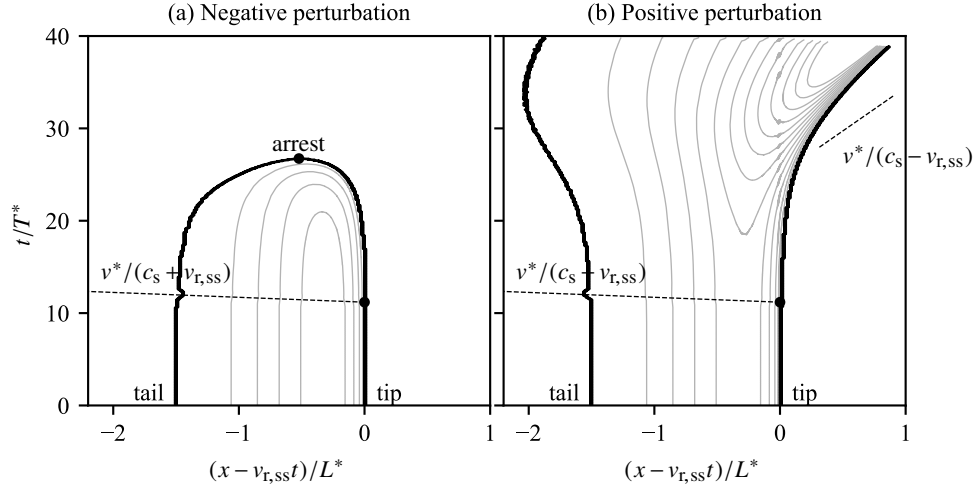 (a) Negative perturbation
(b) Positive perturbation
40
30
20
10
0
t/T*
arrest
v*/(cs + vr,ss)
tail
tip
−2
−1
0
1
(x − vr,sst)/L*
v*/(cs − vr,ss)
v*/(cs − vr,ss)
tail
tip
−2
−1
0
1
(x − vr,sst)/L*